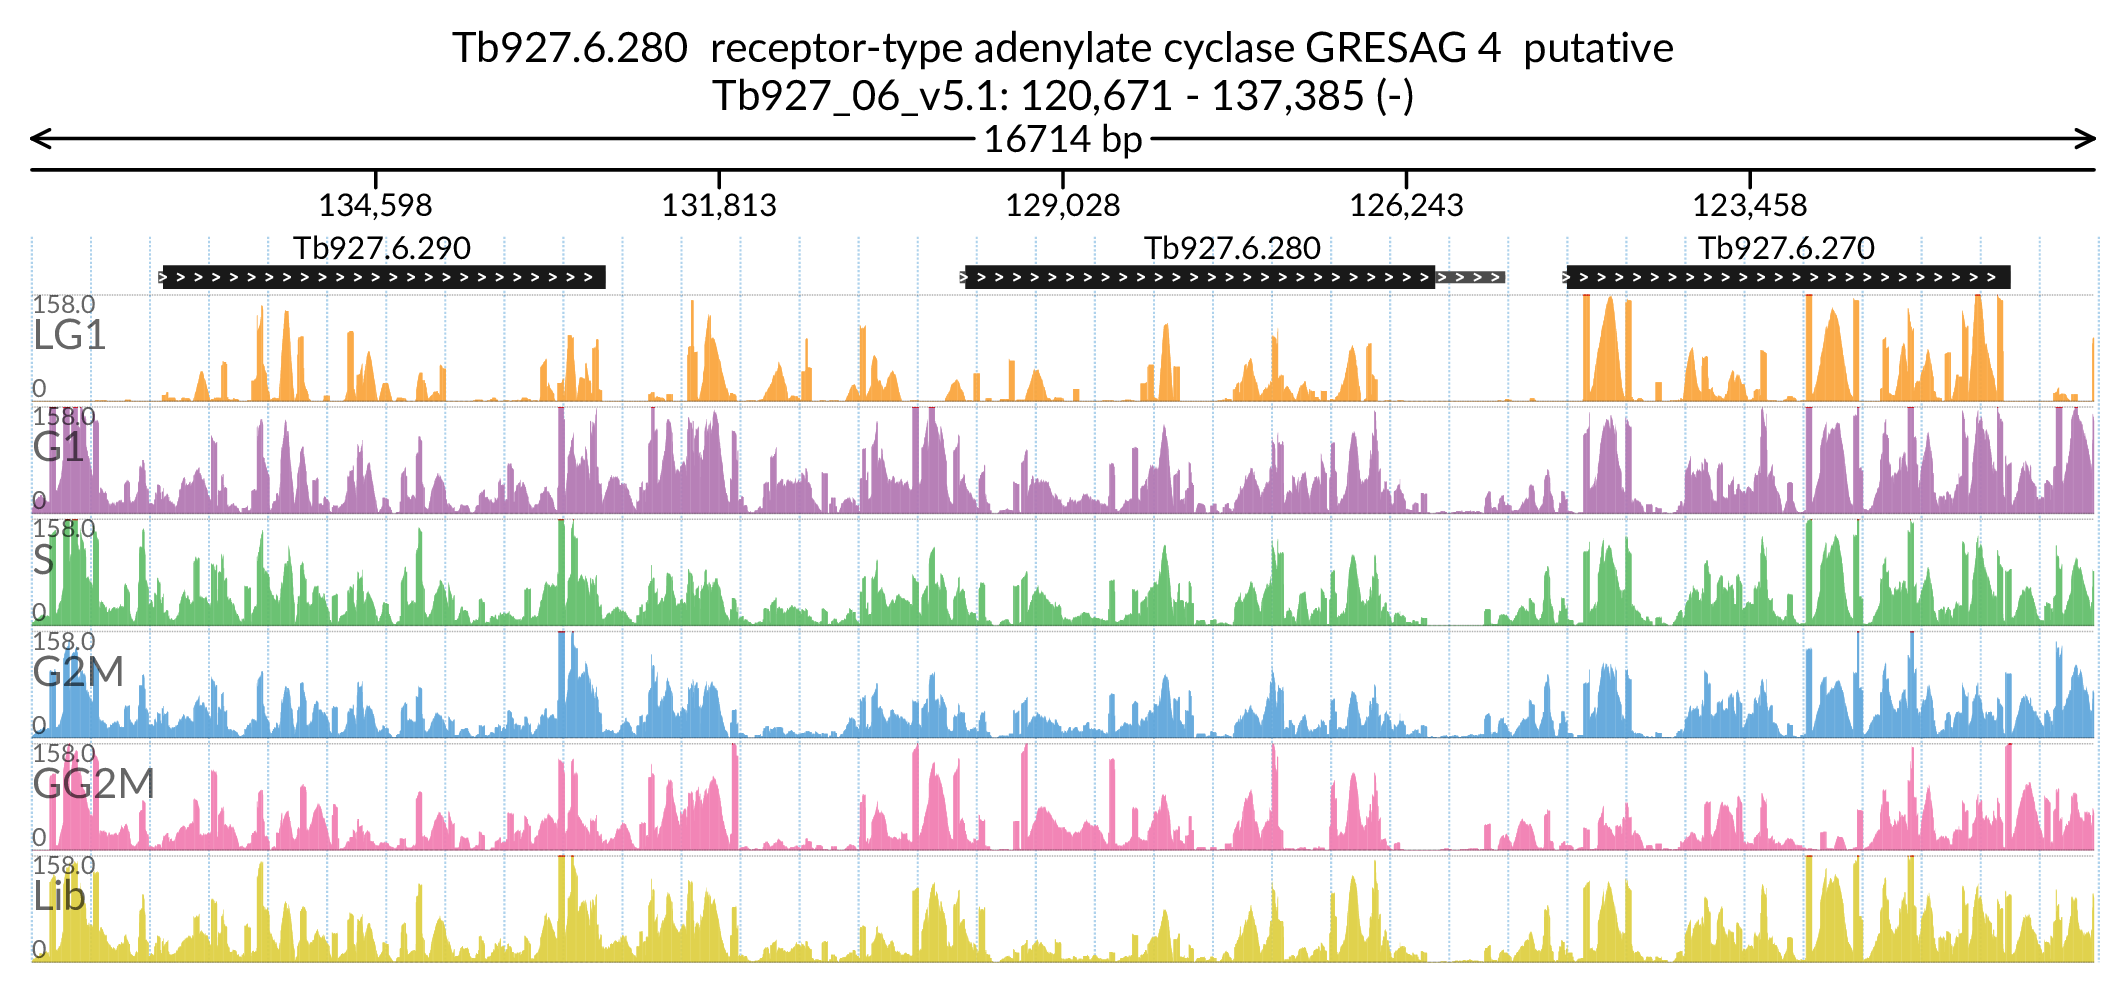 Tb927.6.280  receptor-type adenylate cyclase GRESAG 4  putative
Tb927_06_v5.1: 120,671 - 137,385 (-)
16714 bp
134,598 131,813 129,028 126,243 123,458
Tb927.6.290 Tb927.6.280 Tb927.6.270
158.0
LG1
0
158.0
G1
0
158.0
S
0
158.0
G2M
0
158.0
GG2M
0
158.0
Lib
0